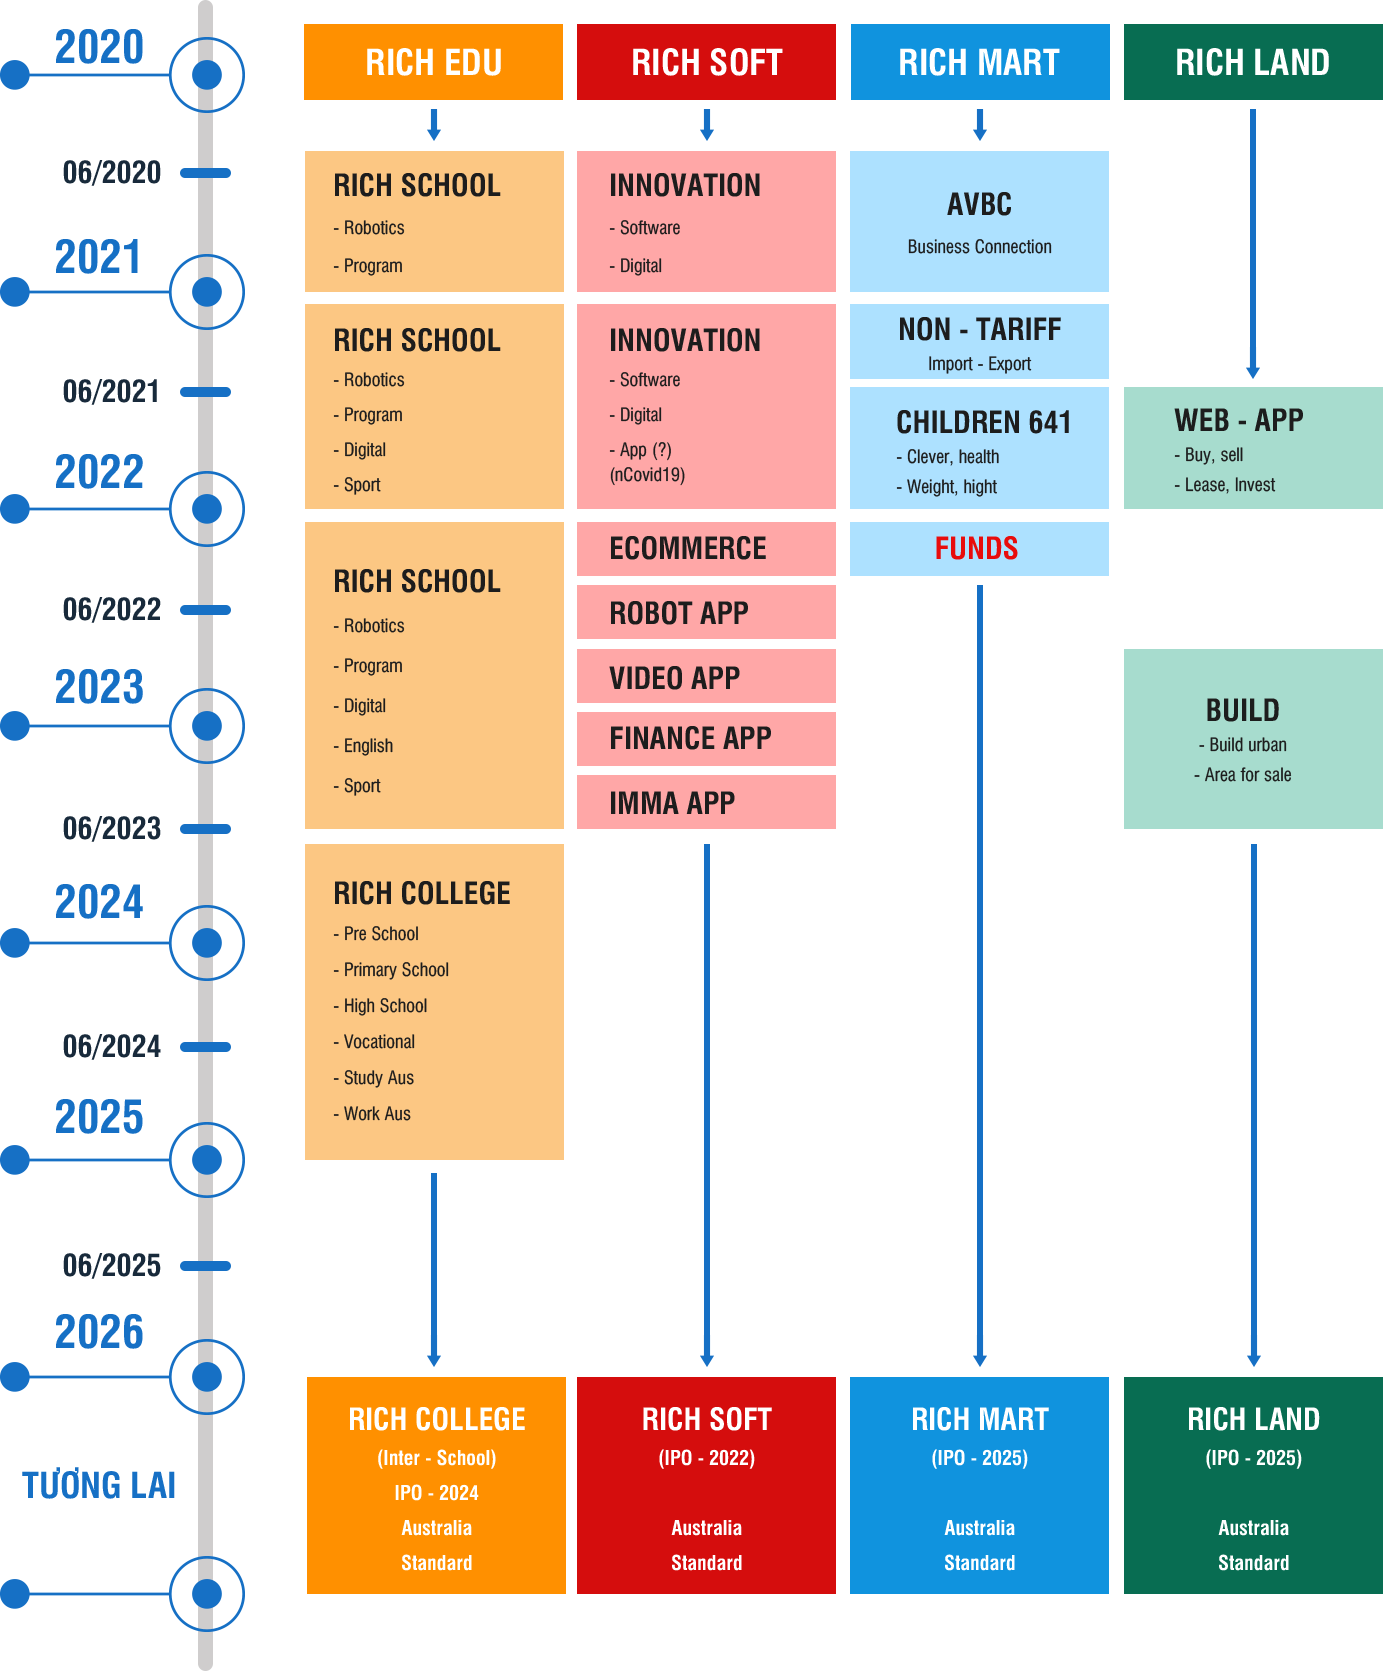 2020
06/2020
2021
06/2021
2022
06/2022
2023
06/2023
2024
06/2024
2025
06/2025
2026
TƯƠNG LAI
RICH EDU
RICH SCHOOL
- Robotics
- Program
RICH SCHOOL
- Robotics
- Program
- Digital
- Sport
RICH SCHOOL
- Robotics
- Program
- Digital
- English
- Sport
RICH COLLEGE
- Pre School
- Primary School
- High School
- Vocational
- Study Aus
- Work Aus
RICH COLLEGE
(Inter - School)
IPO - 2024
Australia
Standard
RICH SOFT
INNOVATION
- Software
- Digital
INNOVATION
- Software
- Digital
- App (?)
(nCovid19)
ECOMMERCE
ROBOT APP
VIDEO APP
FINANCE APP
IMMA APP
RICH SOFT
(IPO - 2022)
Australia
Standard
RICH MART
AVBC
Business Connection
NON - TARIFF
Import - Export
CHILDREN 641
- Clever, health
- Weight, hight
FUNDS
RICH MART
(IPO - 2025)
Australia
Standard
RICH LAND
WEB - APP
- Buy, sell
- Lease, Invest
BUILD
- Build urban
- Area for sale
RICH LAND
(IPO - 2025)
Australia
Standard